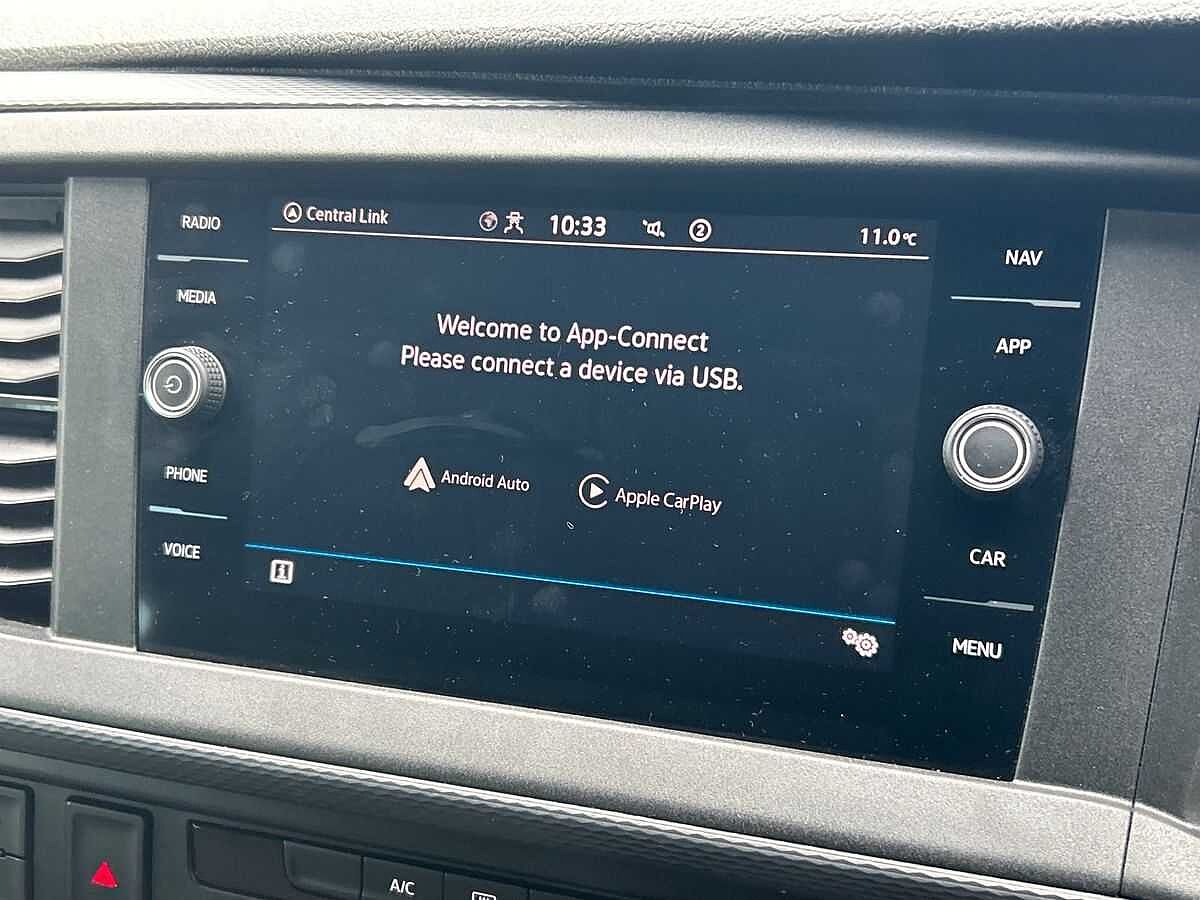 RADIO
MEDIA
PHONE
VOICE
Central Link
10:33
2
11.0°C
Welcome to App-Connect
Please connect a device via USB.
Android Auto
Apple CarPlay
i
NAV
APP
CAR
MENU
A/C